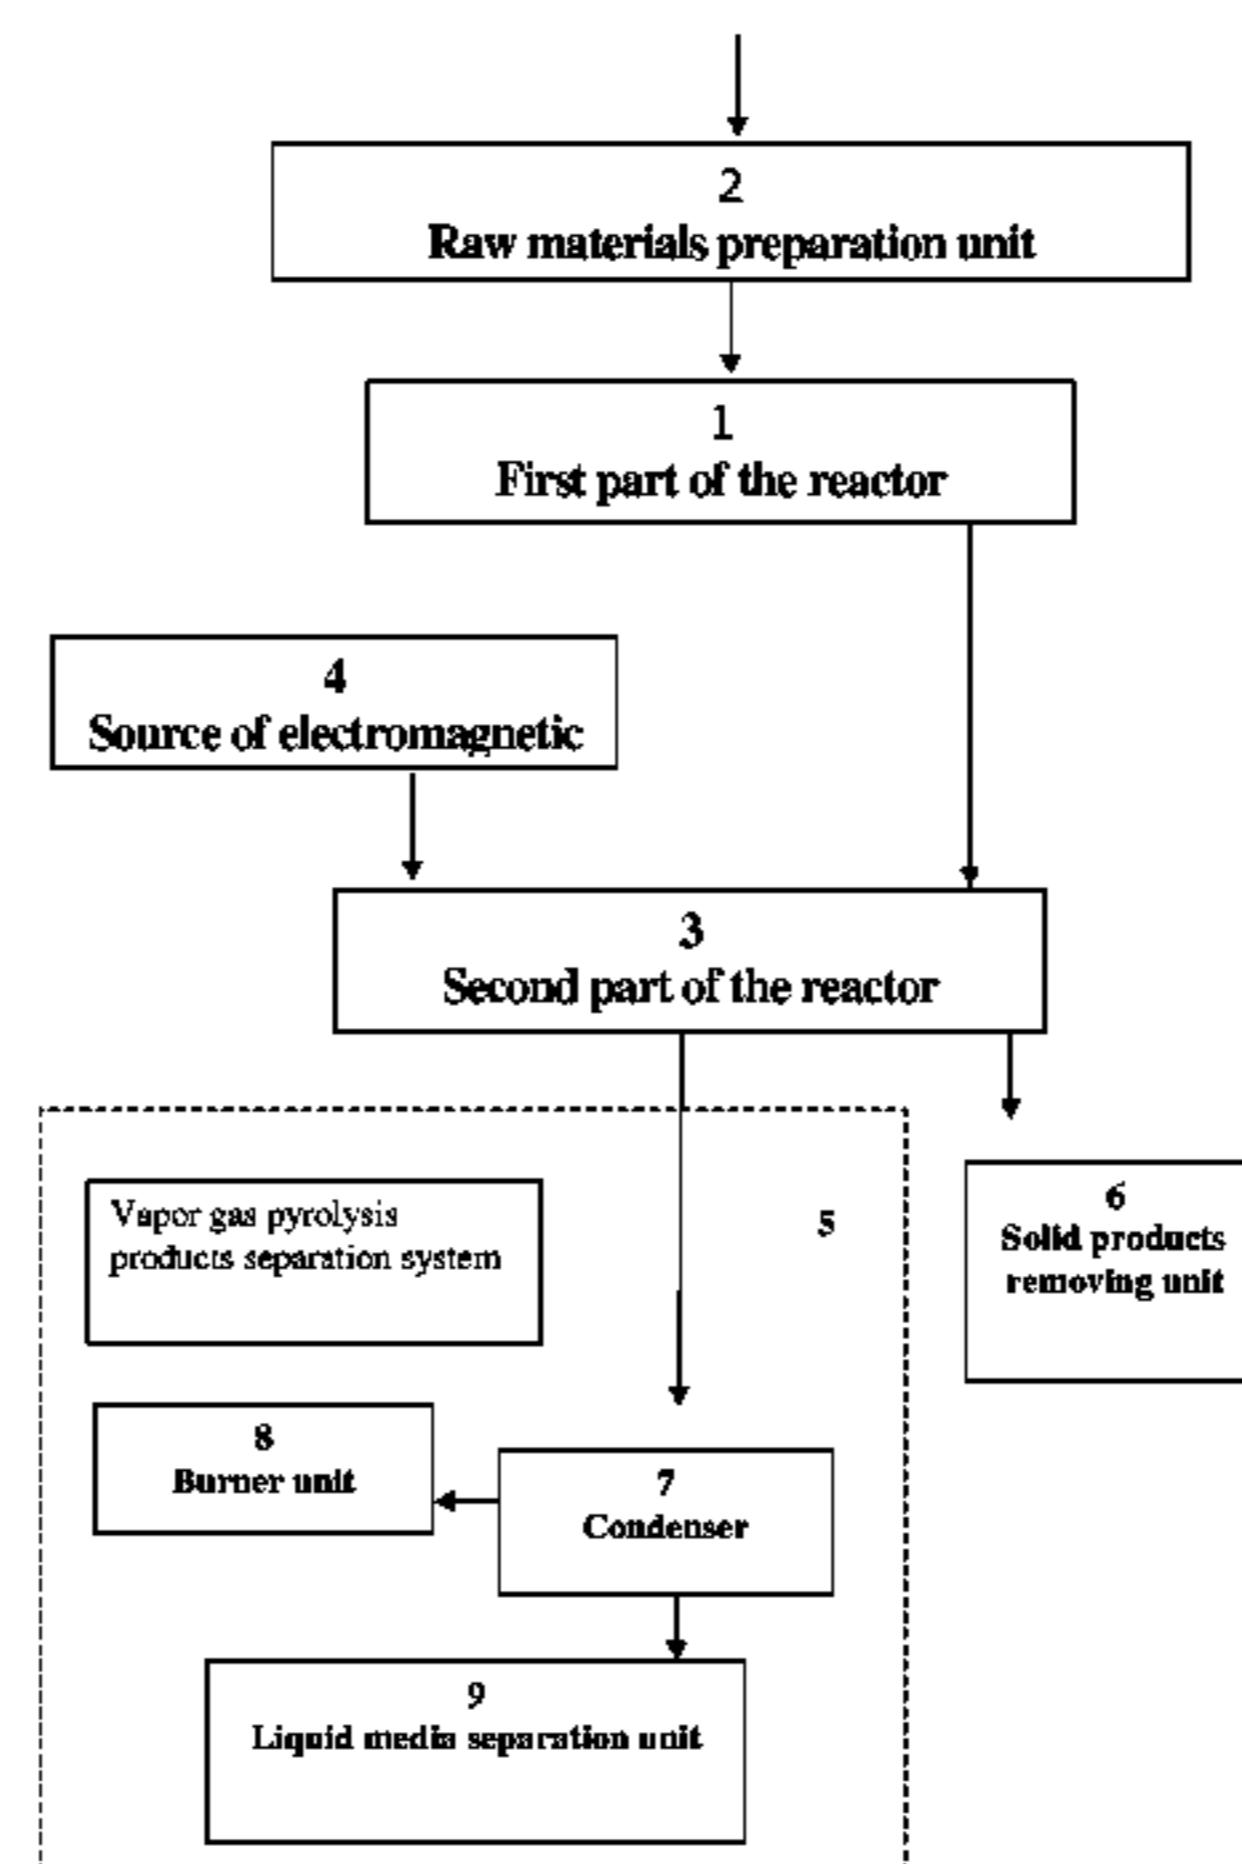 2
Raw materials preparation unit
1
First part of the reactor
4
Source of electromagnetic
3
Second part of the reactor
Vapor gas pyrolysis
products separation system
5
6
Solid products
removing unit
8
Burner unit
7
Condenser
9
Liquid media separation unit